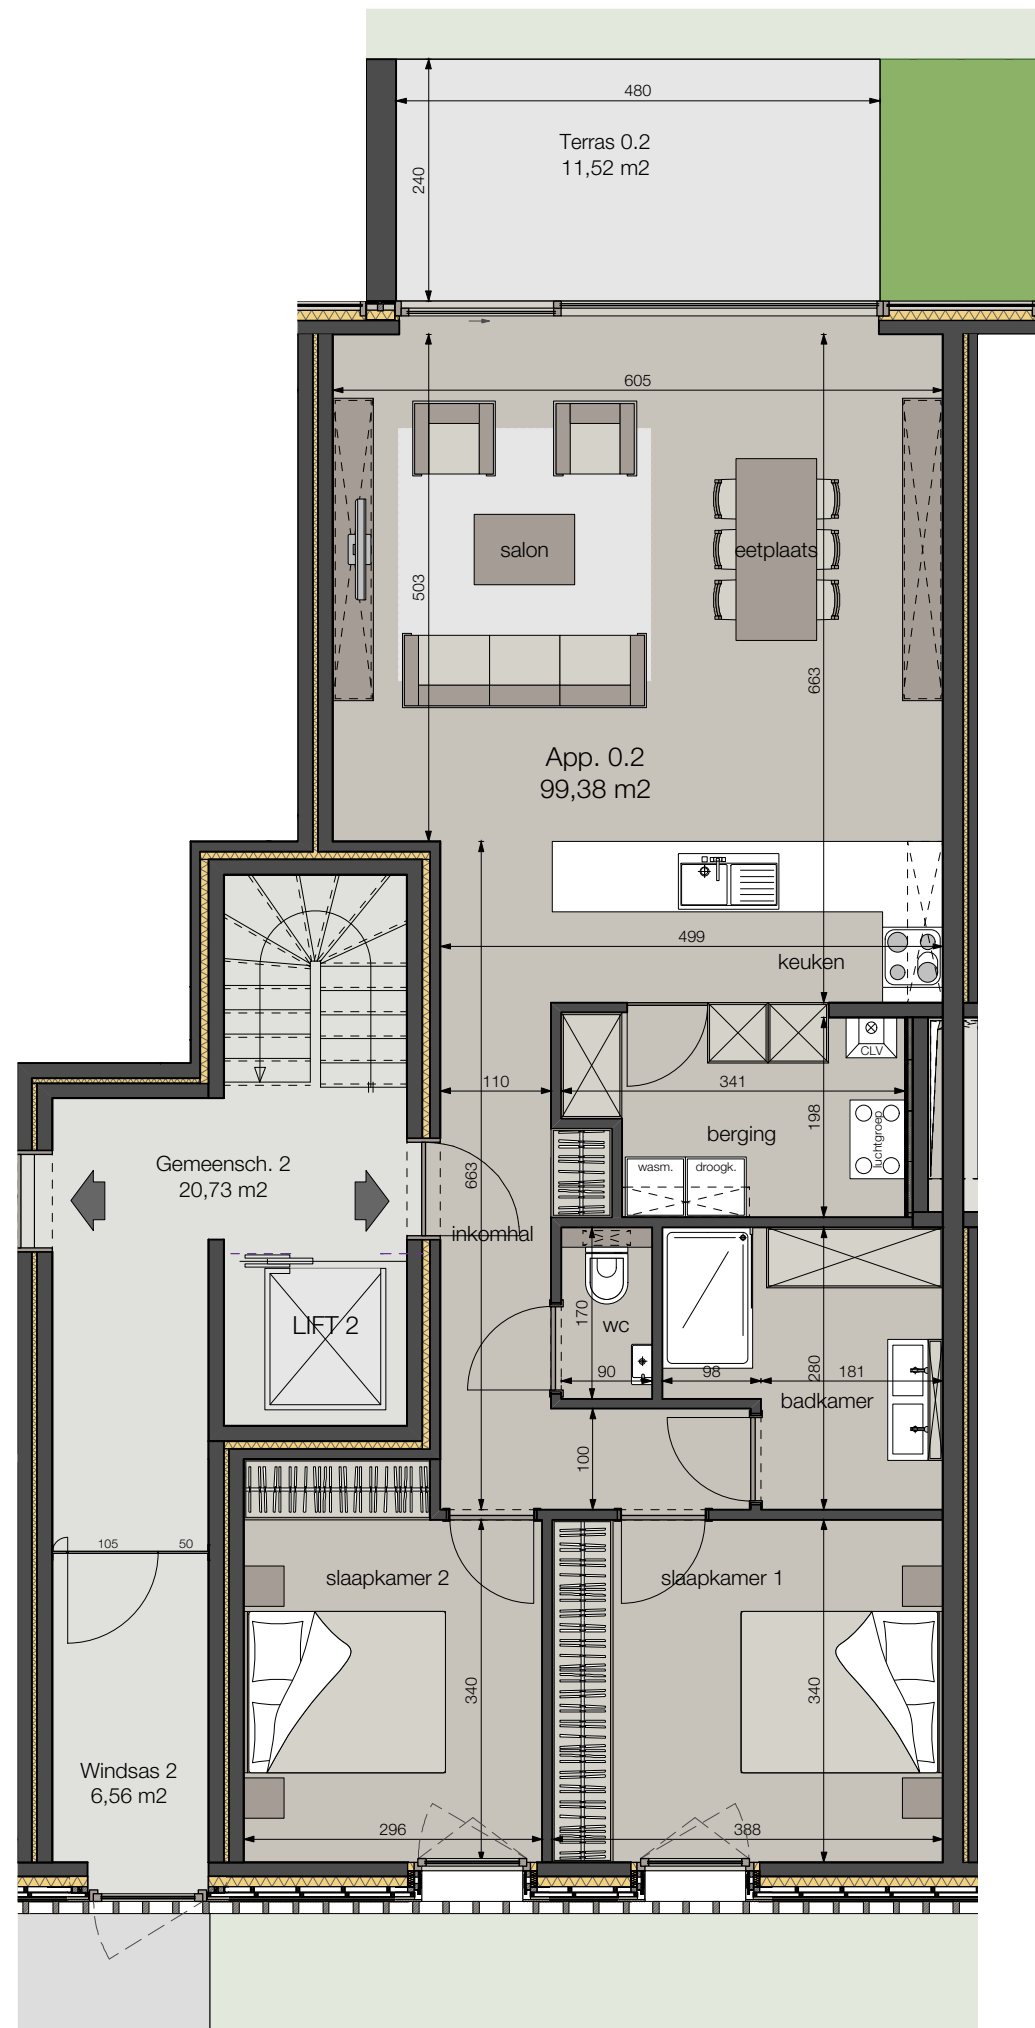 480
Terras 0.2
11,52 m2
240
605
salon
eetplaats
503
663
App. 0.2
99,38 m2
499
keuken
110
341
CLV
198
berging
luchtgroep
wasm.
droogk.
Gemeensch. 2
20,73 m2
663
inkomhal
LIFT 2
170
wc
90
98
280
181
badkamer
100
105
50
slaapkamer 2
slaapkamer 1
340
340
Windsas 2
6,56 m2
296
388